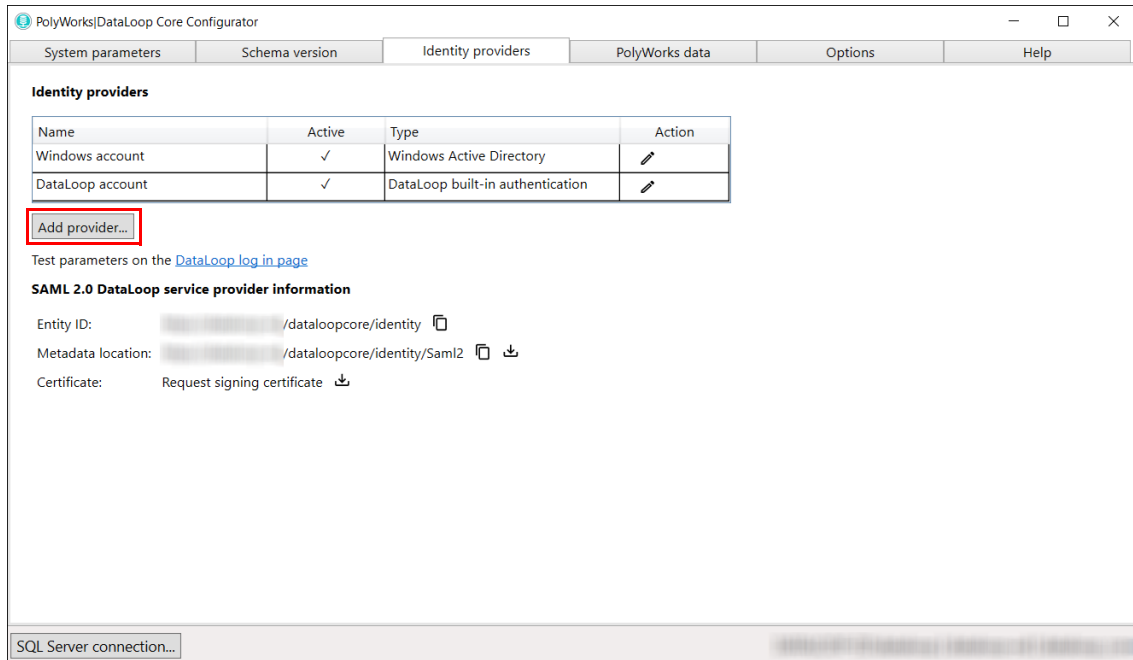 PolyWorks|DataLoop Core Configurator
System parameters Schema version Identity providers PolyWorks data Options Help
Identity providers
Name Active Type Action
Windows account ✓ Windows Active Directory
DataLoop account ✓ DataLoop built-in authentication
Add provider...
Test parameters on the DataLoop log in page
SAML 2.0 DataLoop service provider information
Entity ID: /dataloopcore/identity
Metadata location: /dataloopcore/identity/Saml2
Certificate: Request signing certificate
SQL Server connection...